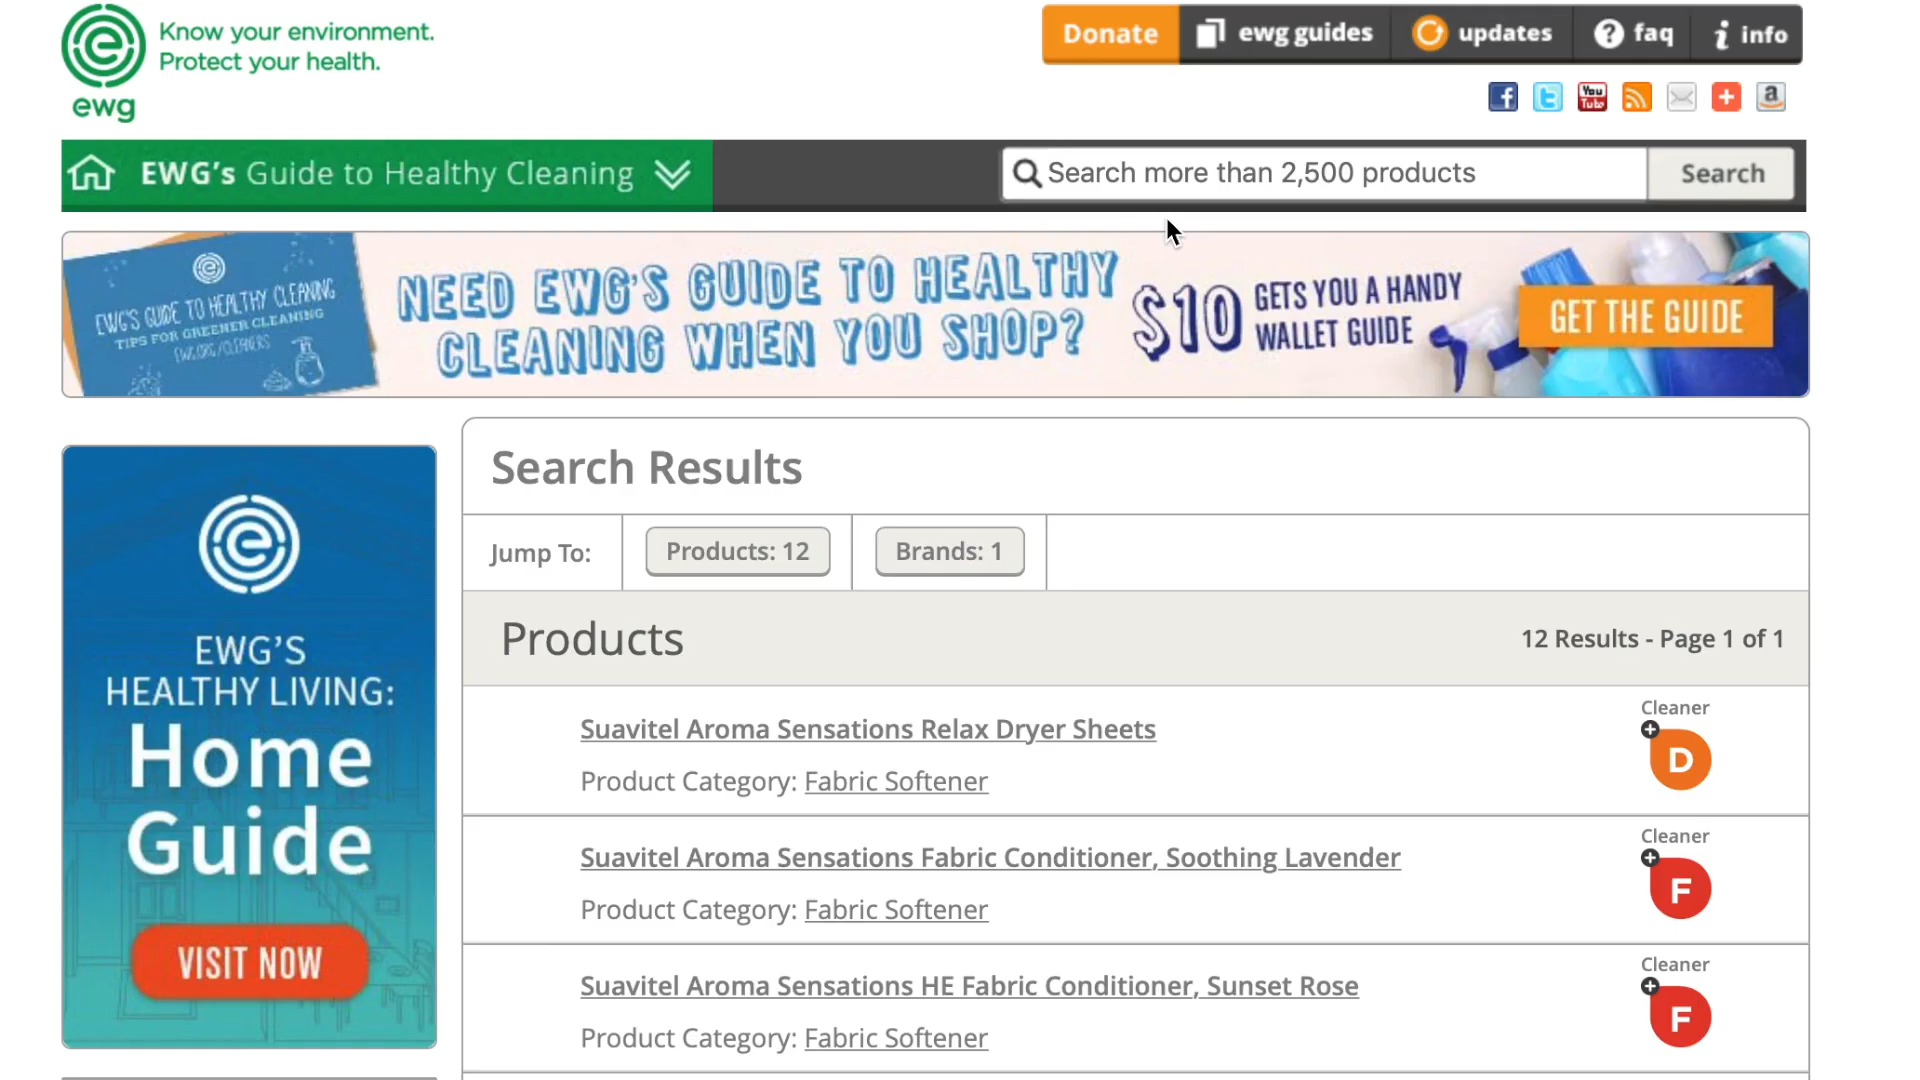 Know your environment.
Protect your health.
ewg
Donate
ewg guides
updates
faq
info
You
Tube
EWG's Guide to Healthy Cleaning
Search more than 2,500 products
Search
EWG'S GUIDE TO HEALTHY CLEANING
TIPS FOR GREENER CLEANING
EWG.ORG/CLEANERS
NEED EWG'S GUIDE TO HEALTHY
CLEANING WHEN YOU SHOP?
$10 GETS YOU A HANDY
WALLET GUIDE
GET THE GUIDE
EWG'S
HEALTHY LIVING:
Home
Guide
VISIT NOW
Search Results
Jump To:
Products: 12
Brands: 1
Products
12 Results - Page 1 of 1
Suavitel Aroma Sensations Relax Dryer Sheets
Product Category: Fabric Softener
Cleaner
D
Suavitel Aroma Sensations Fabric Conditioner, Soothing Lavender
Product Category: Fabric Softener
Cleaner
F
Suavitel Aroma Sensations HE Fabric Conditioner, Sunset Rose
Product Category: Fabric Softener
Cleaner
F